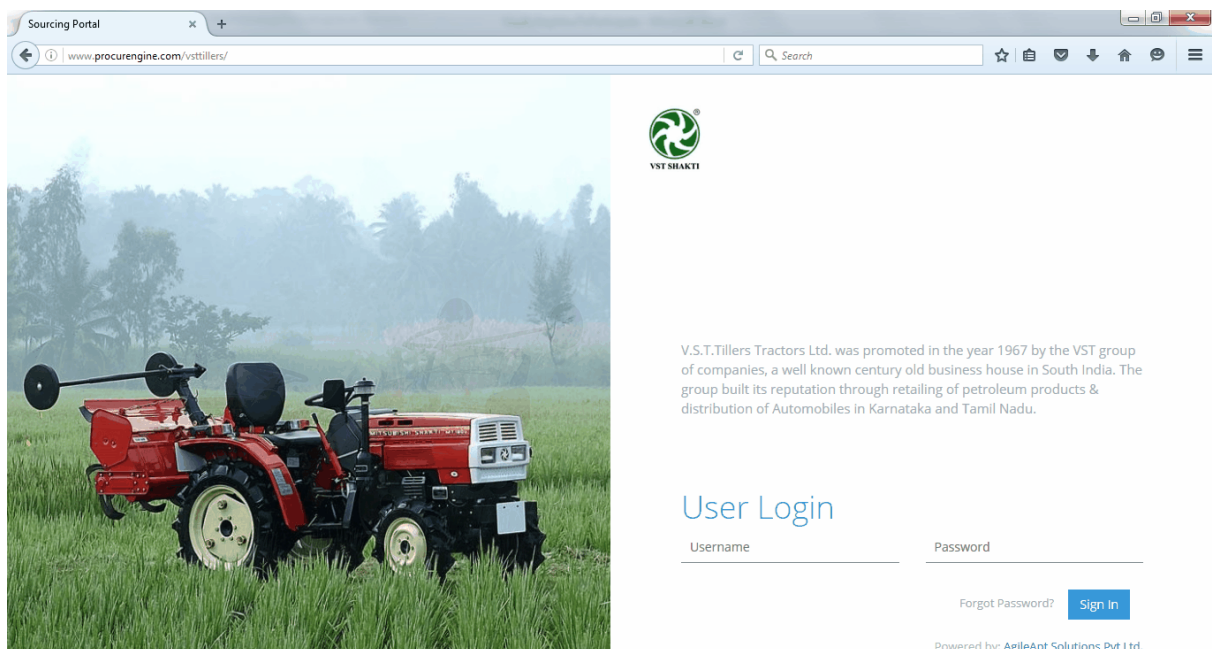 Sourcing Portal
www.procurengine.com/vsttillers/
Search
VST SHAKTI
V.S.T.Tillers Tractors Ltd. was promoted in the year 1967 by the VST group
of companies, a well known century old business house in South India. The
group built its reputation through retailing of petroleum products &
distribution of Automobiles in Karnataka and Tamil Nadu.
MITSUBISHI SHAKTI
User Login
Username
Password
Forgot Password?
Sign In
Powered by: AgileApt Solutions Pvt Ltd.